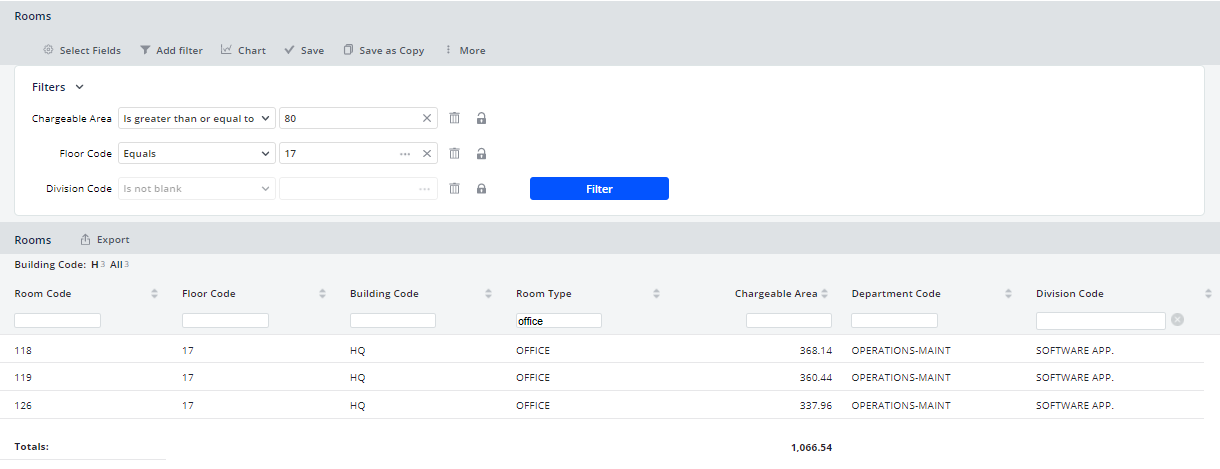 Rooms
Select Fields Add filter Chart Save Save as Copy More
Filters
Chargeable Area Is greater than or equal to 80
Floor Code Equals 17
Division Code Is not blank Filter
Rooms Export
Building Code: H 3 All 3
Room Code Floor Code Building Code Room Type Chargeable Area Department Code Division Code
office
118 17 HQ OFFICE 368.14 OPERATIONS-MAINT SOFTWARE APP.
119 17 HQ OFFICE 360.44 OPERATIONS-MAINT SOFTWARE APP.
126 17 HQ OFFICE 337.96 OPERATIONS-MAINT SOFTWARE APP.
Totals: 1,066.54